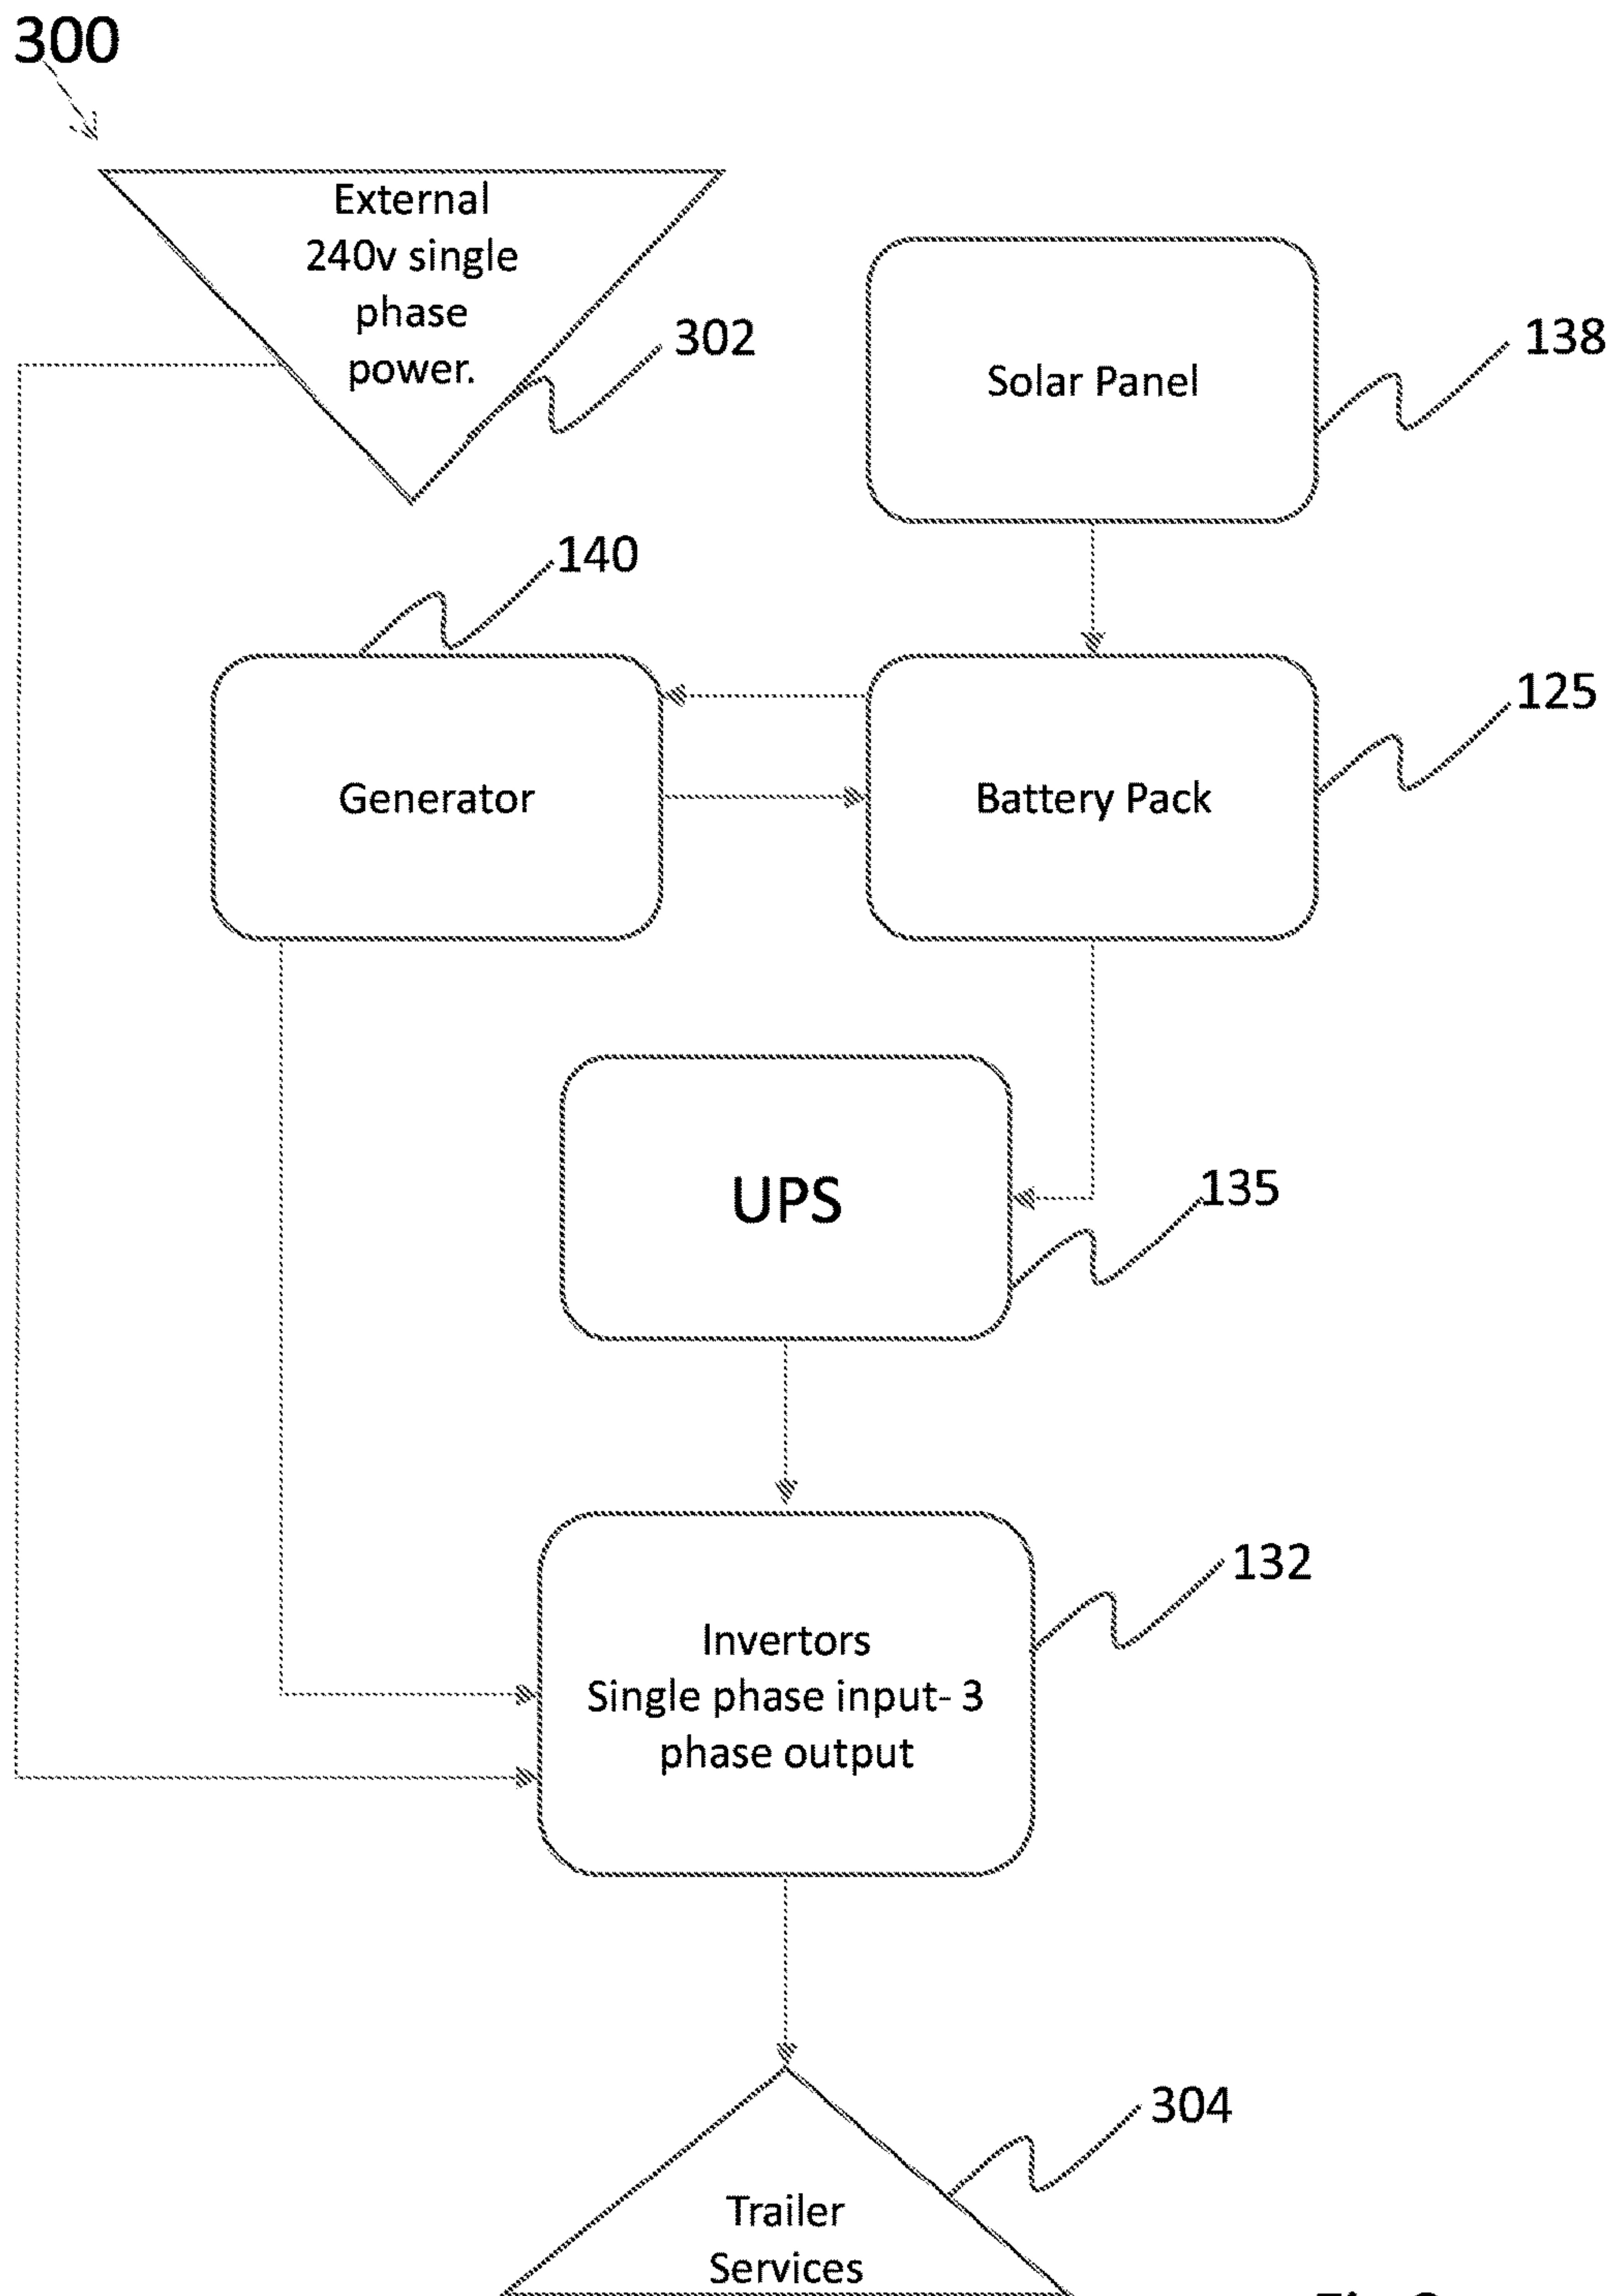 300
External
240v single
phase
power.
302
Solar Panel
138
140
Generator
Battery Pack
125
UPS
135
132
Invertors
Single phase input- 3
phase output
304
Trailer
Services